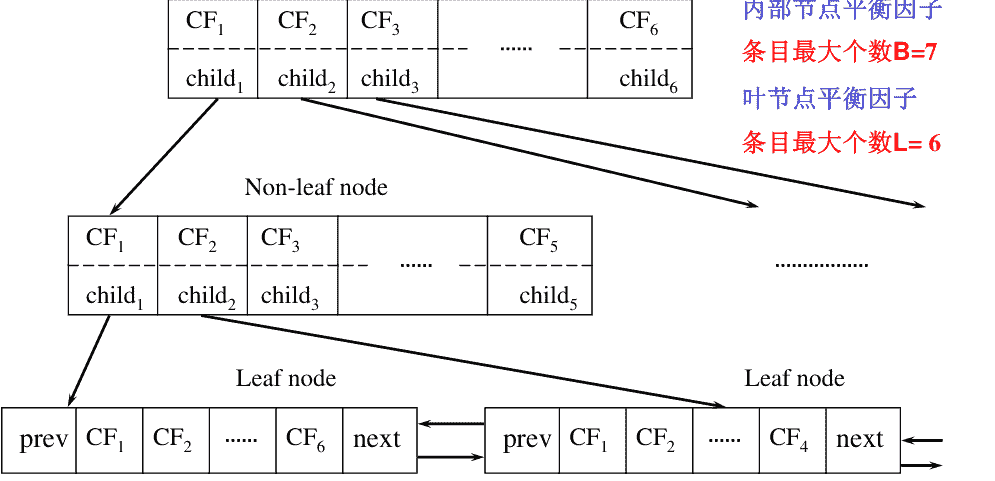 CF1 CF2 CF3 ...... CF6
child1 child2 child3 child6
内部节点平衡因子
条目最大个数B=7
叶节点平衡因子
条目最大个数L= 6
Non-leaf node
CF1 CF2 CF3 ...... CF5
child1 child2 child3 child5
.................
Leaf node
Leaf node
prev CF1 CF2 ...... CF6 next
prev CF1 CF2 ...... CF4 next